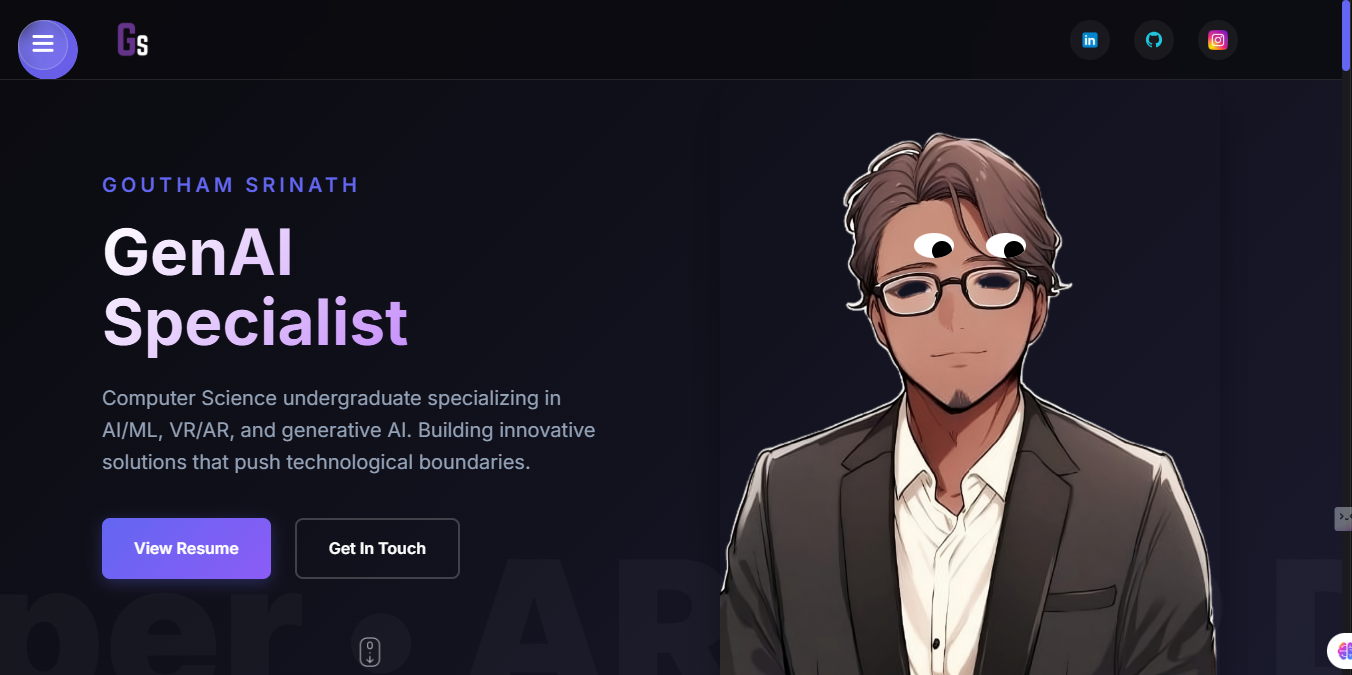 Gs
in
GOUTHAM SRINATH
GenAI
Specialist
Computer Science undergraduate specializing in
AI/ML, VR/AR, and generative AI. Building innovative
solutions that push technological boundaries.
View Resume
Get In Touch
per • AR
D